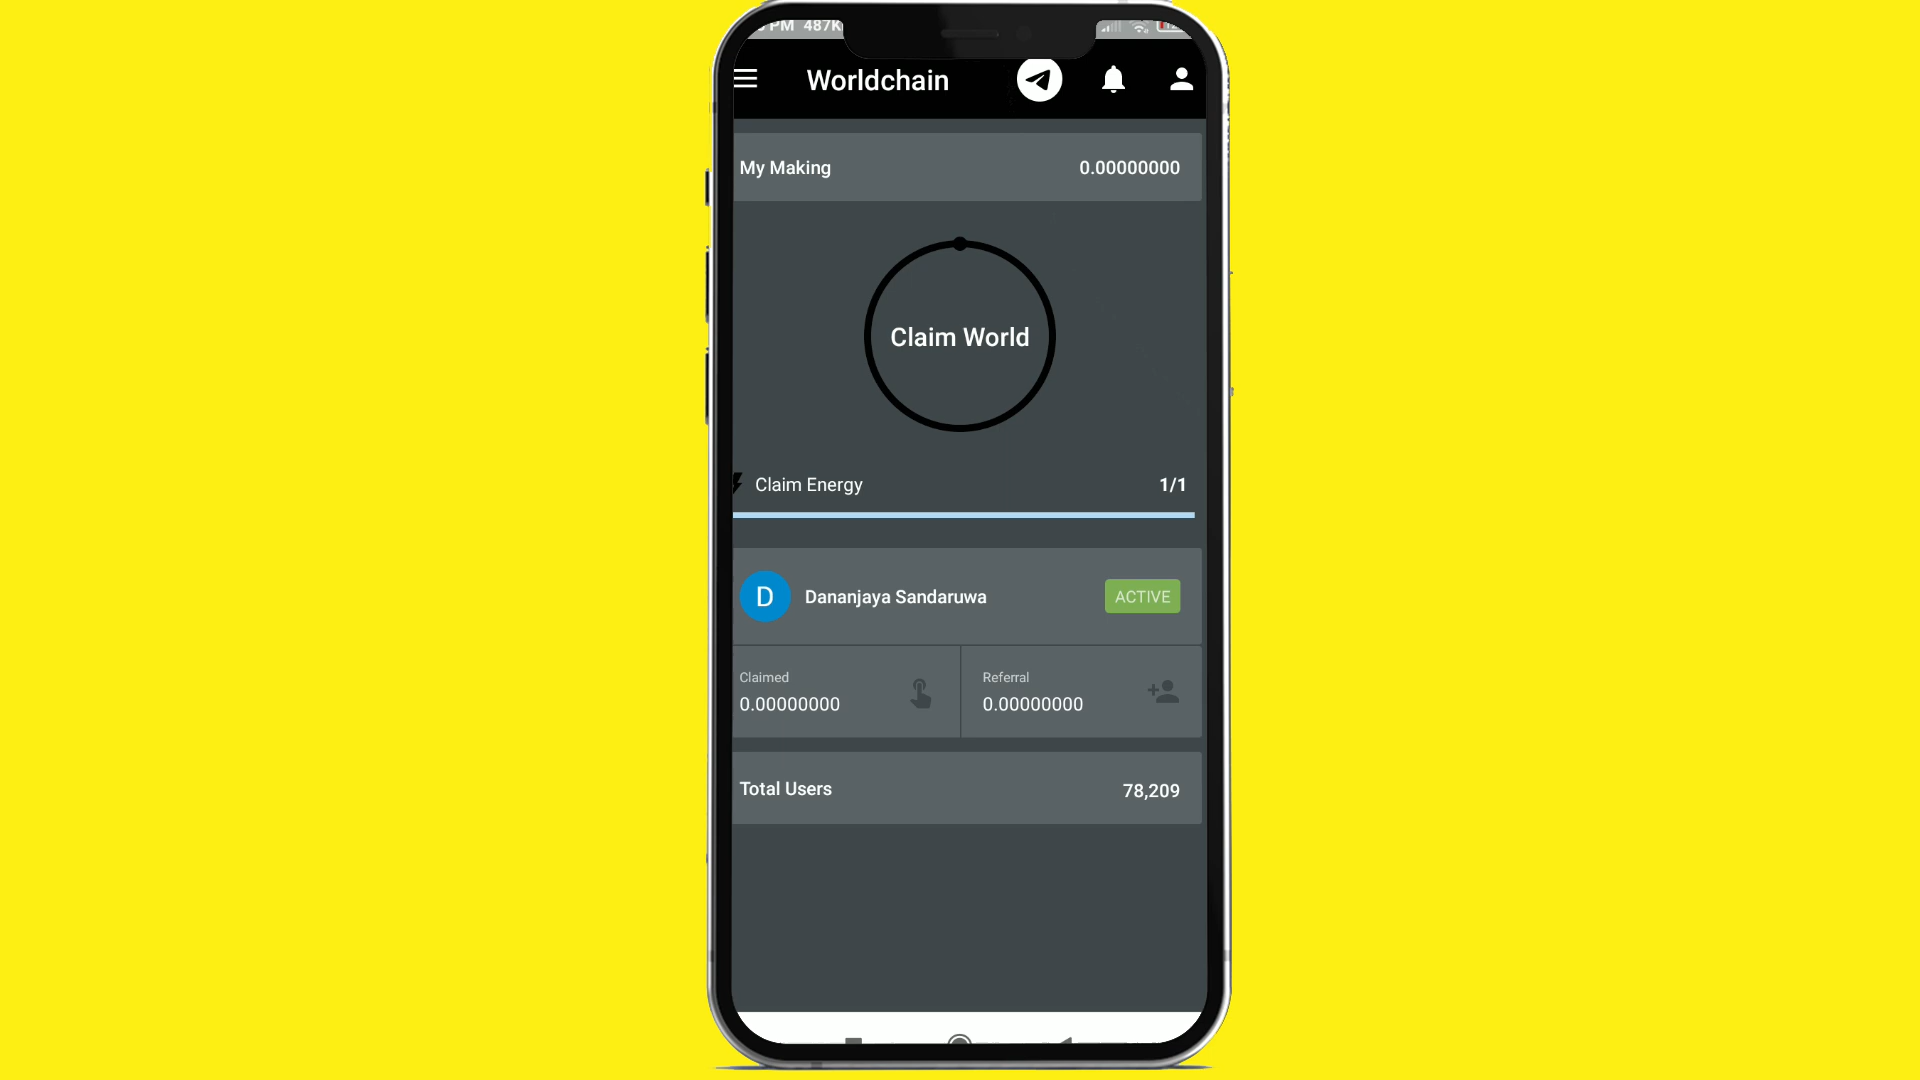 PM 487K
Worldchain
My Making 0.00000000
Claim World
Claim Energy 1/1
D Dananjaya Sandaruwa ACTIVE
Claimed Referral
0.00000000 0.00000000
Total Users 78,209